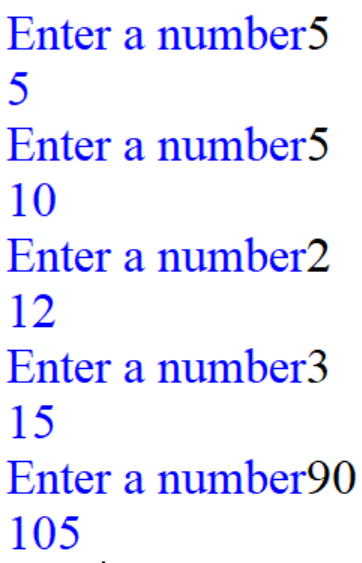 Enter a number5
5
Enter a number5
10
Enter a number2
12
Enter a number3
15
Enter a number90
105